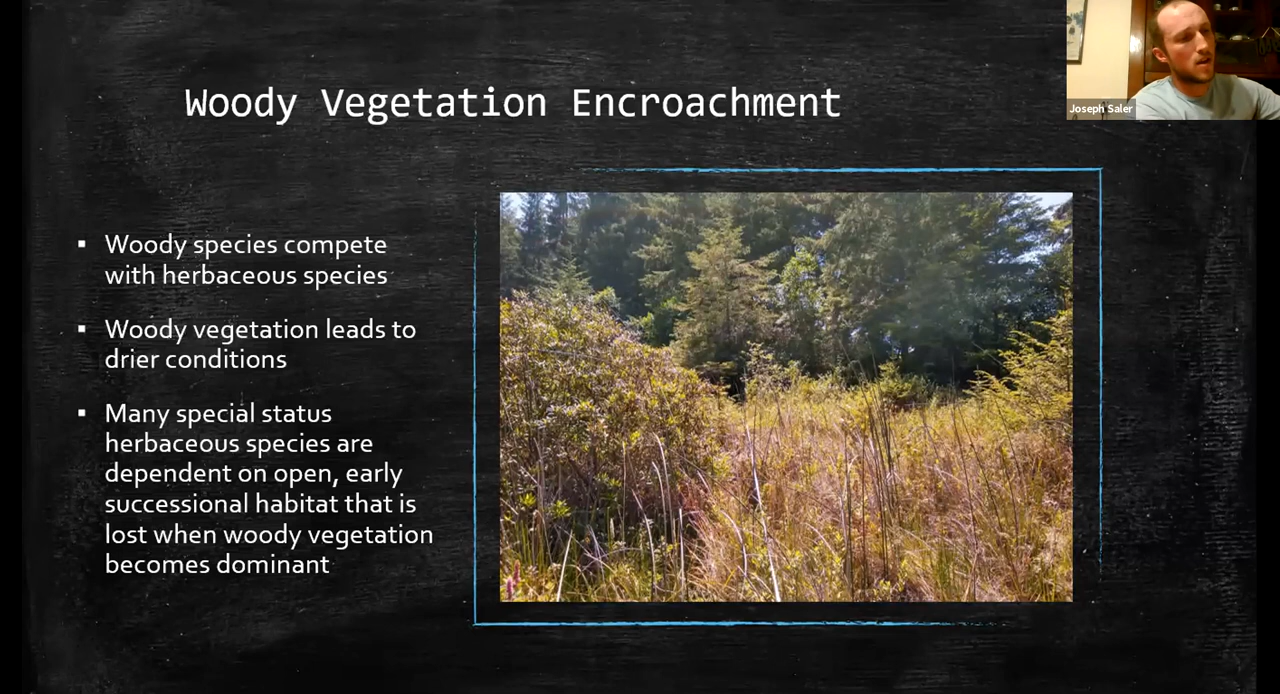 Woody Vegetation Encroachment
Joseph Saler
▪ Woody species compete
with herbaceous species
▪ Woody vegetation leads to
drier conditions
▪ Many special status
herbaceous species are
dependent on open, early
successional habitat that is
lost when woody vegetation
becomes dominant